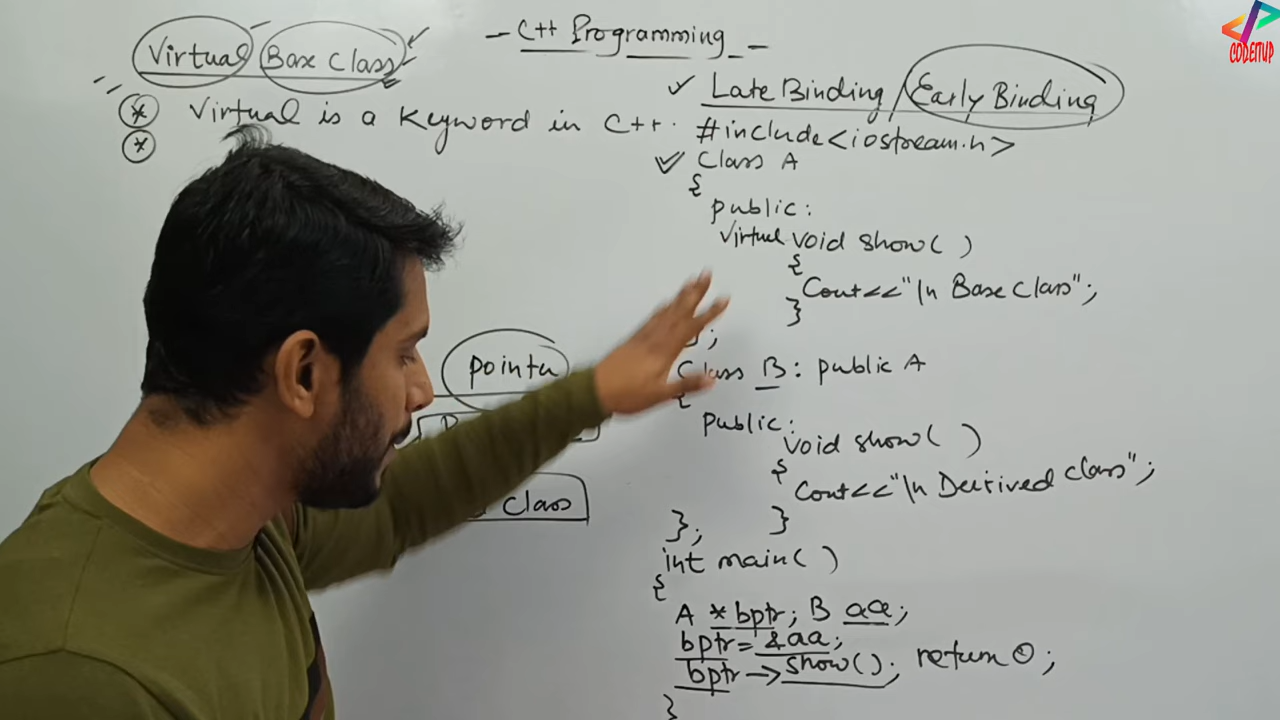 - C++ Programming -
CODEITUP
Virtual Base Class
* Virtual is a Keyword in C++.
*
pointer
Class
Late Binding / Early Binding
#include<iostream.h>
Class A
{
public:
virtual void show( )
{
Cout<<"\n Base Class";
}
};
Class B : public A
{
public:
void show( )
{
Cout<<"\n Derived Class";
}
};
int main( )
{
A *bptr; B aa;
bptr = &aa;
bptr->show(); return 0;
}